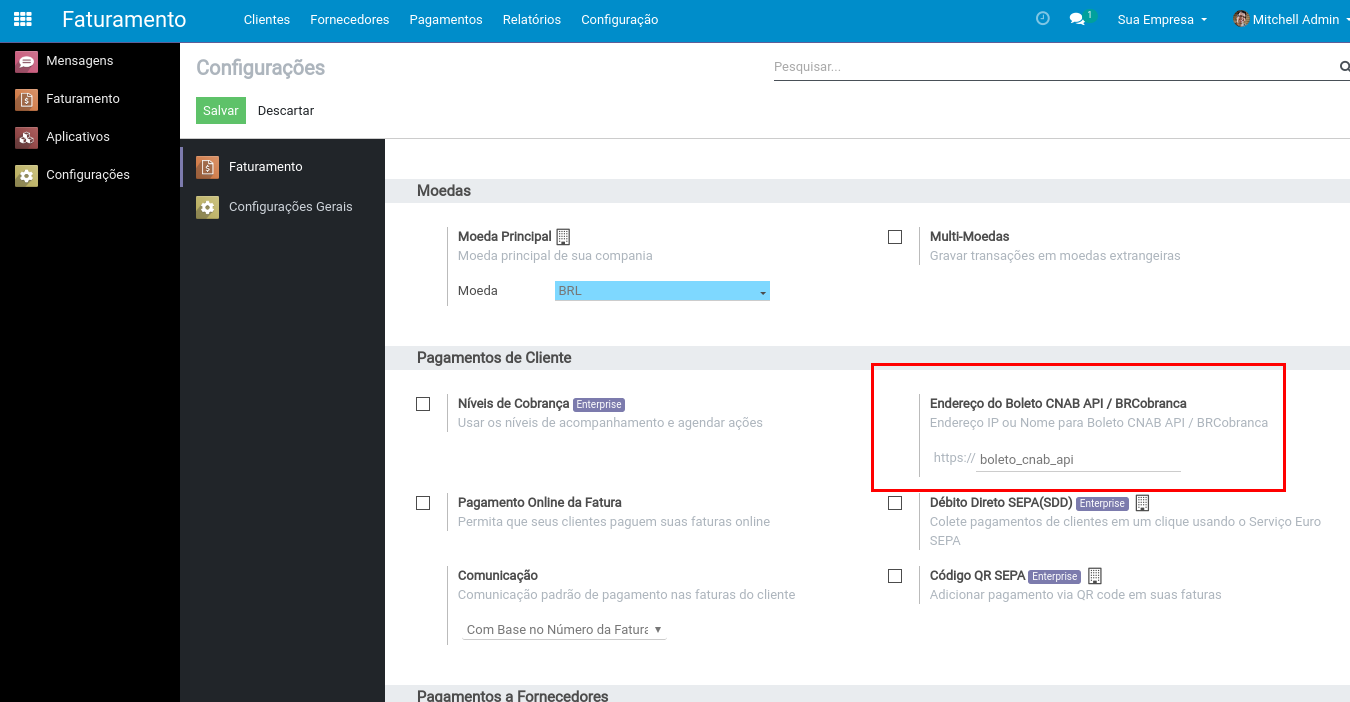 Faturamento
Clientes Fornecedores Pagamentos Relatórios Configuração
1 Sua Empresa Mitchell Admin
Mensagens
Faturamento
Aplicativos
Configurações
Configurações
Pesquisar...
Salvar Descartar
Faturamento
Configurações Gerais
Moedas
Moeda Principal
Moeda principal de sua compania
Moeda BRL
Multi-Moedas
Gravar transações em moedas extrangeiras
Pagamentos de Cliente
Níveis de Cobrança Enterprise
Usar os níveis de acompanhamento e agendar ações
Endereço do Boleto CNAB API / BRCobranca
Endereço IP ou Nome para Boleto CNAB API / BRCobranca
https:// boleto_cnab_api
Pagamento Online da Fatura
Permita que seus clientes paguem suas faturas online
Débito Direto SEPA(SDD) Enterprise
Colete pagamentos de clientes em um clique usando o Serviço Euro
SEPA
Comunicação
Comunicação padrão de pagamento nas faturas do cliente
Com Base no Número da Fatura
Código QR SEPA Enterprise
Adicionar pagamento via QR code em suas faturas
Pagamentos a Fornecedores